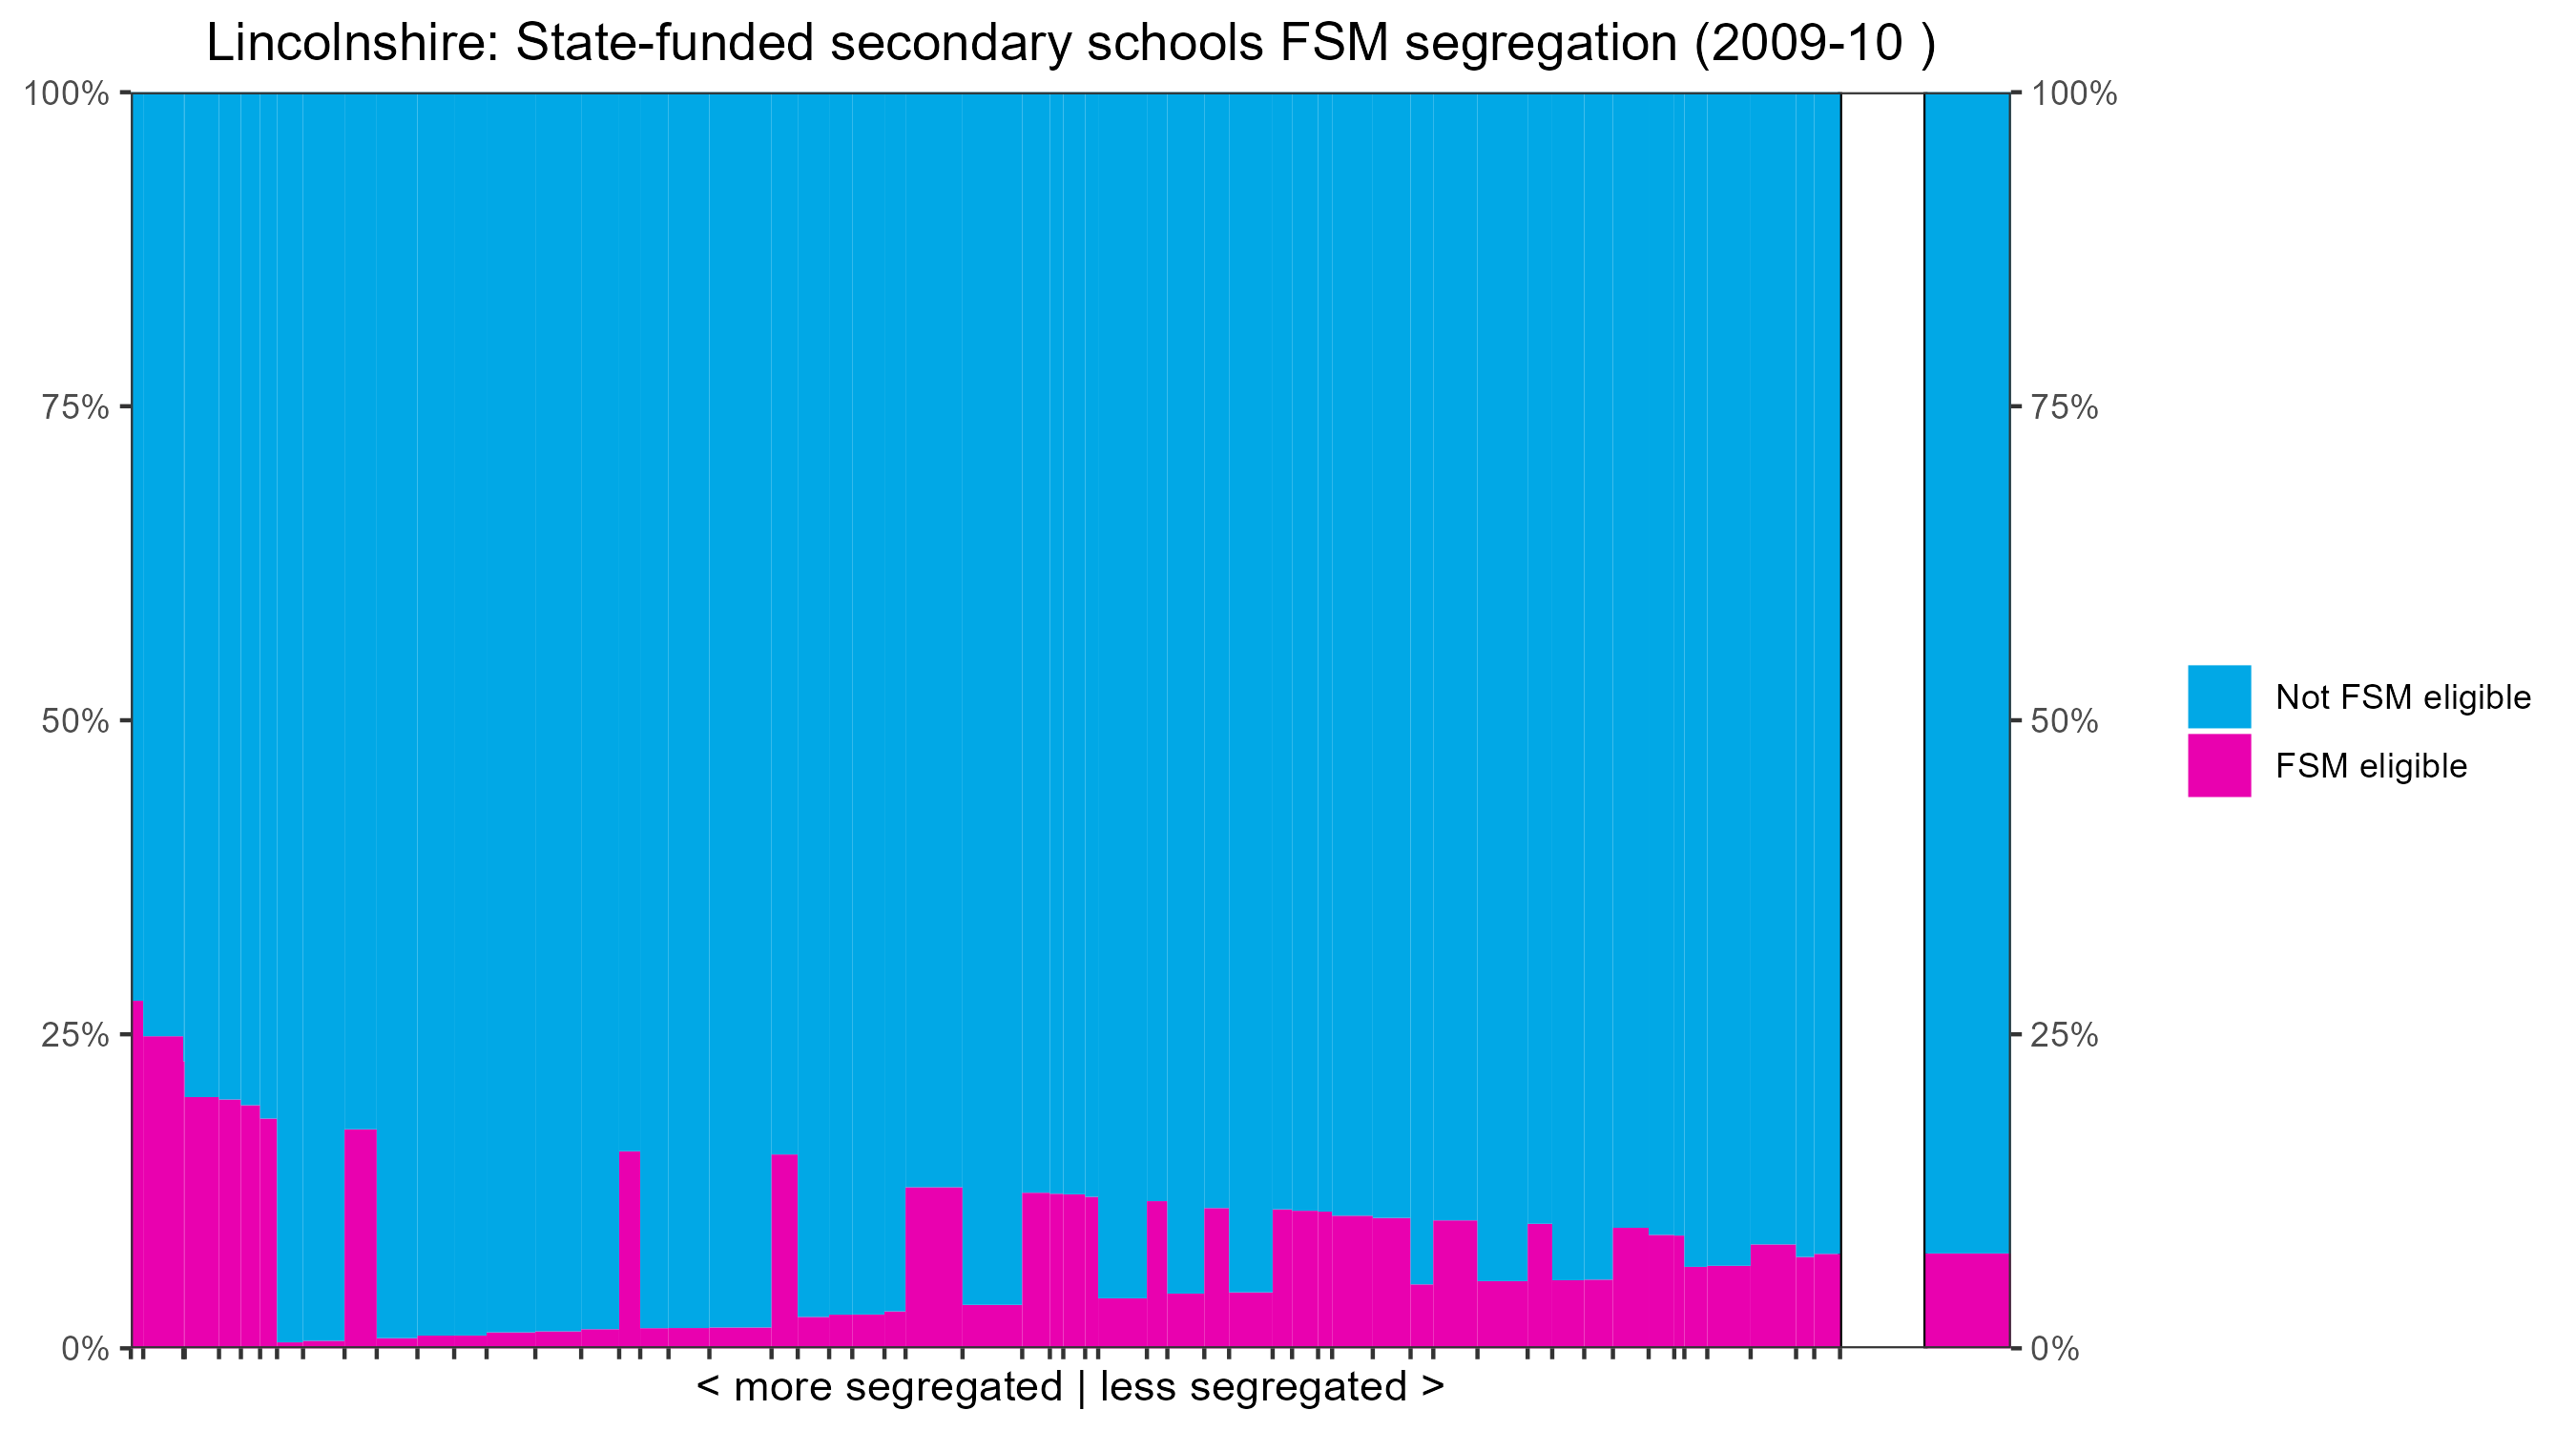 Lincolnshire: State-funded secondary schools FSM segregation (2009-10 )
100%
75%
50%
25%
0%
100%
75%
50%
25%
0%
Not FSM eligible
FSM eligible
< more segregated | less segregated >